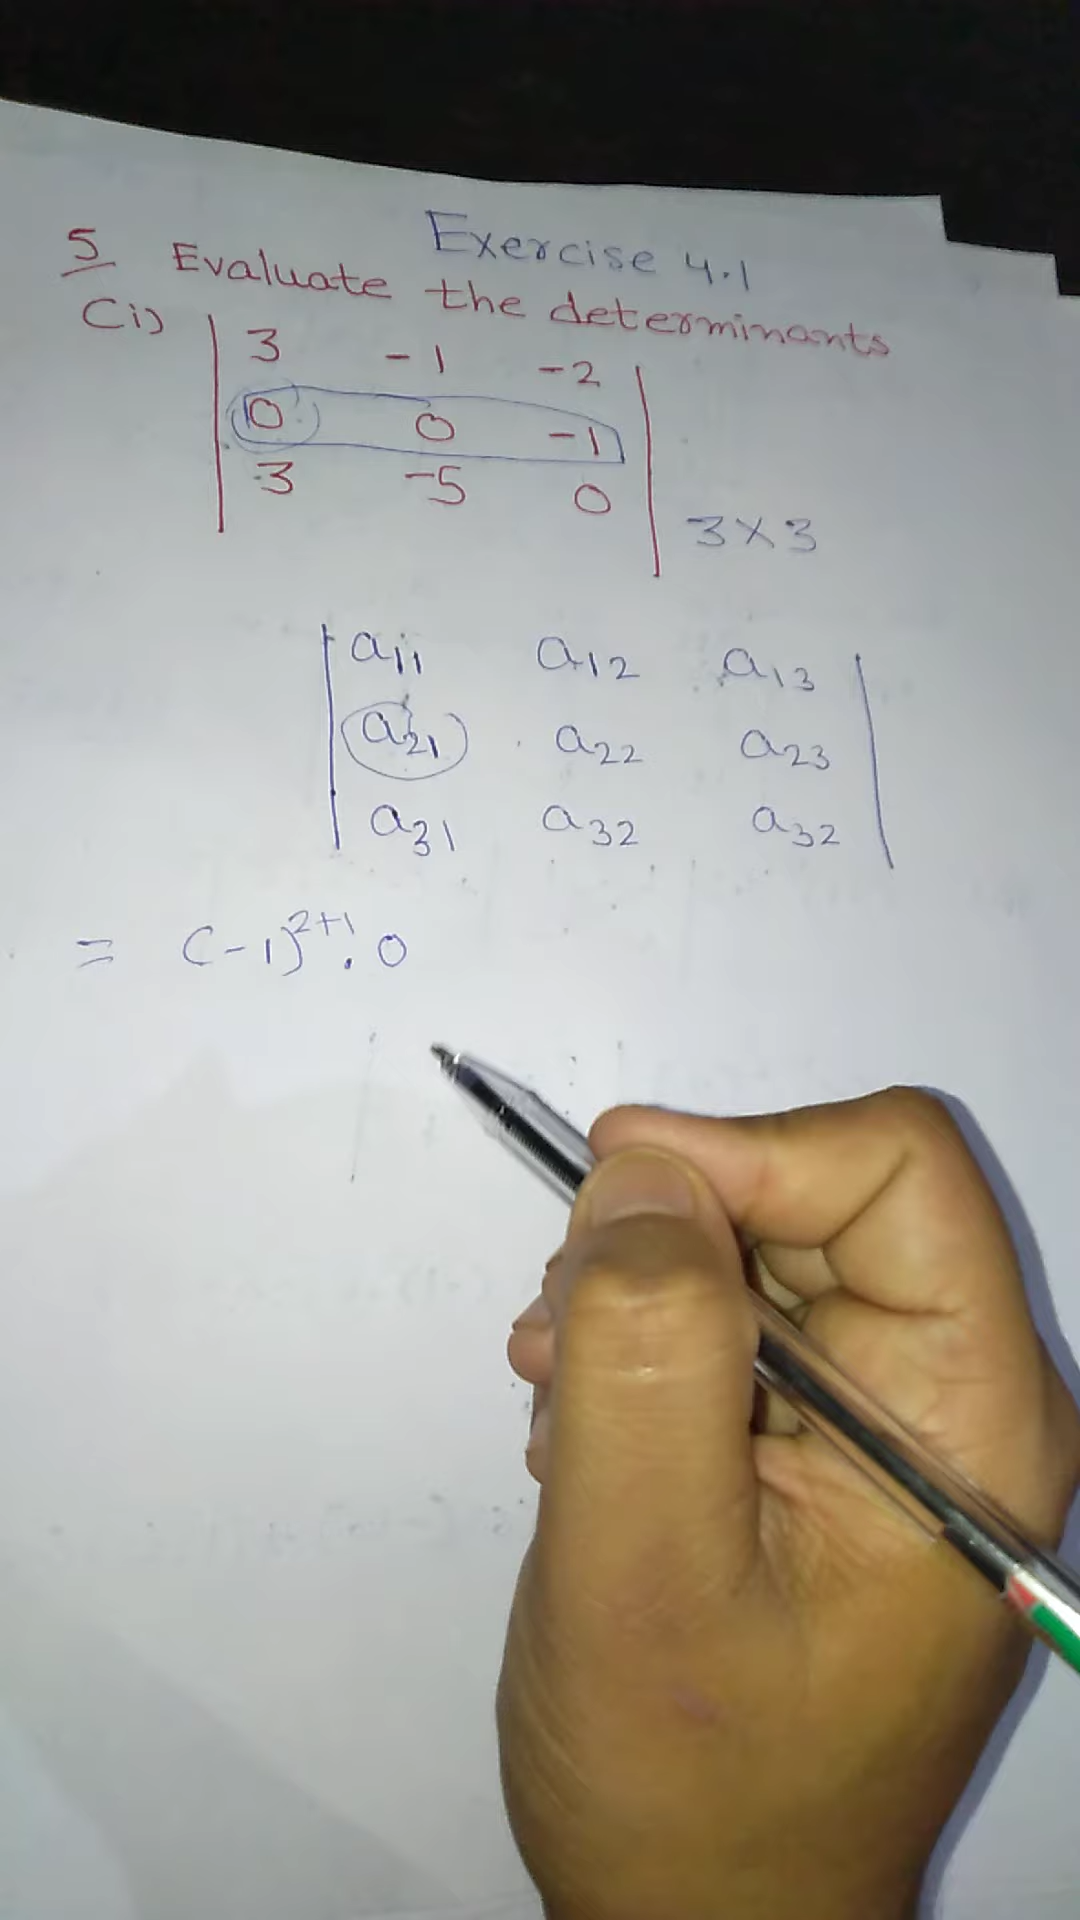 Exercise 4.1
5 Evaluate the determinants
(i) | 3 -1 -2 |
| 0 0 -1 |
| 3 -5 0 | 3×3
| a11 a12 a13 |
| a21 a22 a23 |
| a31 a32 a32 |
= (-1)^2+1 . 0